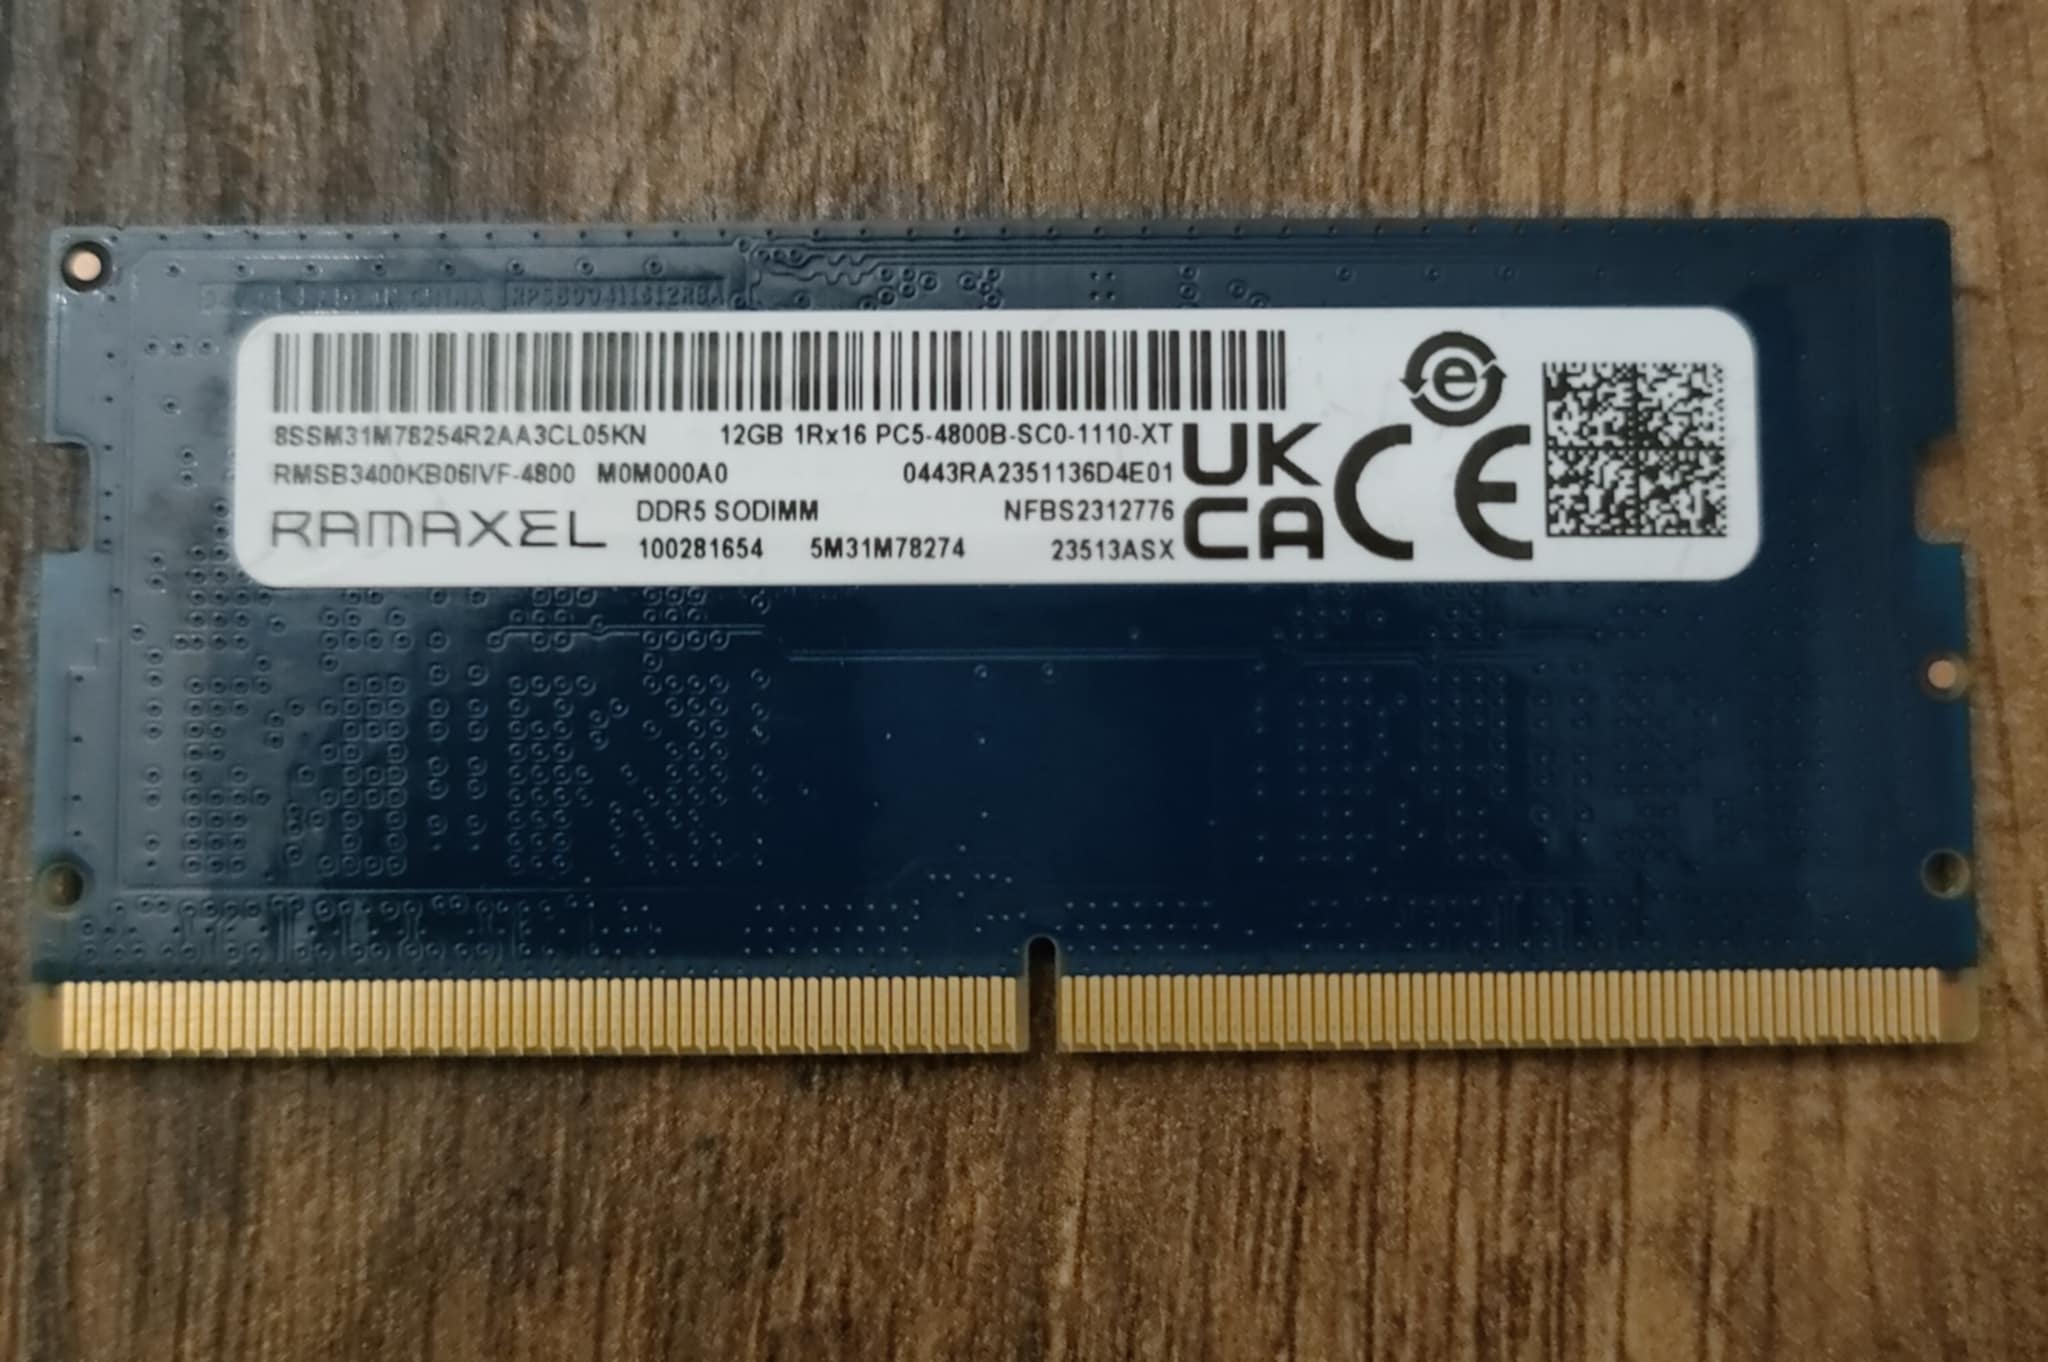 8SSM31M78254R2AA3CL05KN 12GB 1Rx16 PC5-4800B-SC0-1110-XT
RMSB3400KB06IVF-4800 M0M000A0 0443RA2351136D4E01
RAMAXEL DDR5 SODIMM NFBS2312776
100281654 5M31M78274 23513ASX
UK
CA
CE
e